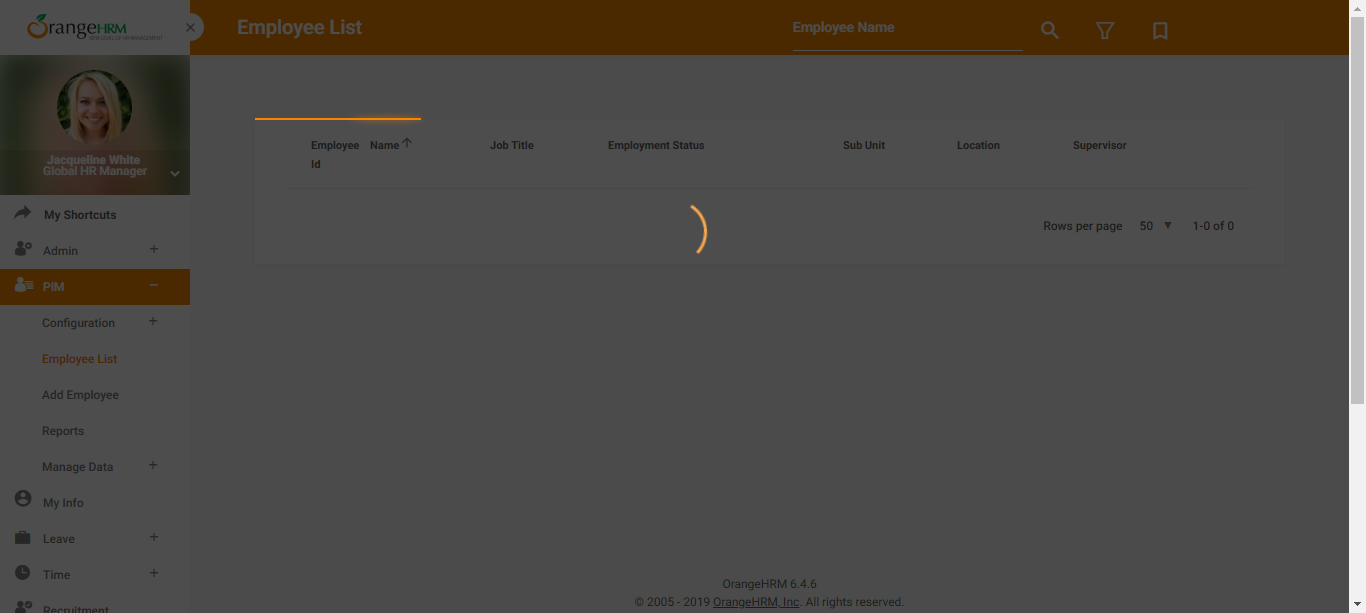 OrangeHRM
Employee List
Employee Name
Jacqueline White
Global HR Manager
My Shortcuts
Admin
PIM
Configuration
Employee List
Add Employee
Reports
Manage Data
My Info
Leave
Time
Recruitment
Employee Id
Name
Job Title
Employment Status
Sub Unit
Location
Supervisor
Rows per page 50 1-0 of 0
OrangeHRM 6.4.6
© 2005 - 2019 OrangeHRM, Inc. All rights reserved.